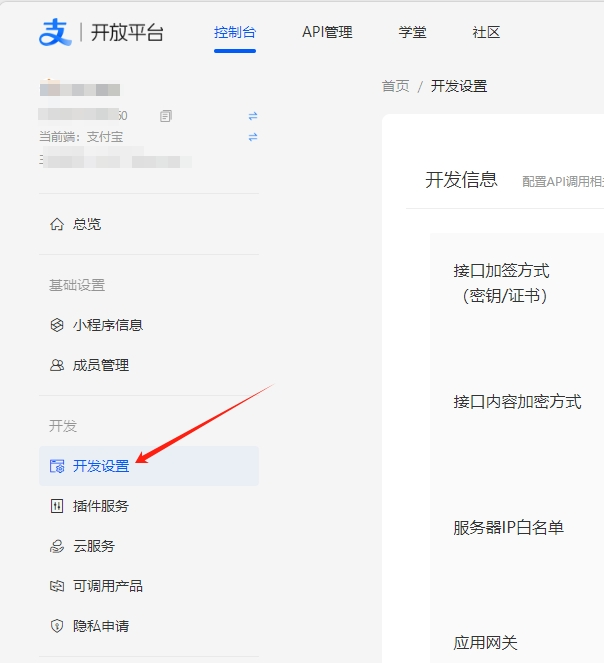 支 开放平台 控制台 API管理 学堂 社区
首页 / 开发设置
当前端：支付宝
开发信息 配置API调用相
总览
基础设置
接口加签方式
（密钥/证书）
小程序信息
成员管理
接口内容加密方式
开发
开发设置
插件服务
服务器IP白名单
云服务
可调用产品
隐私申请
应用网关